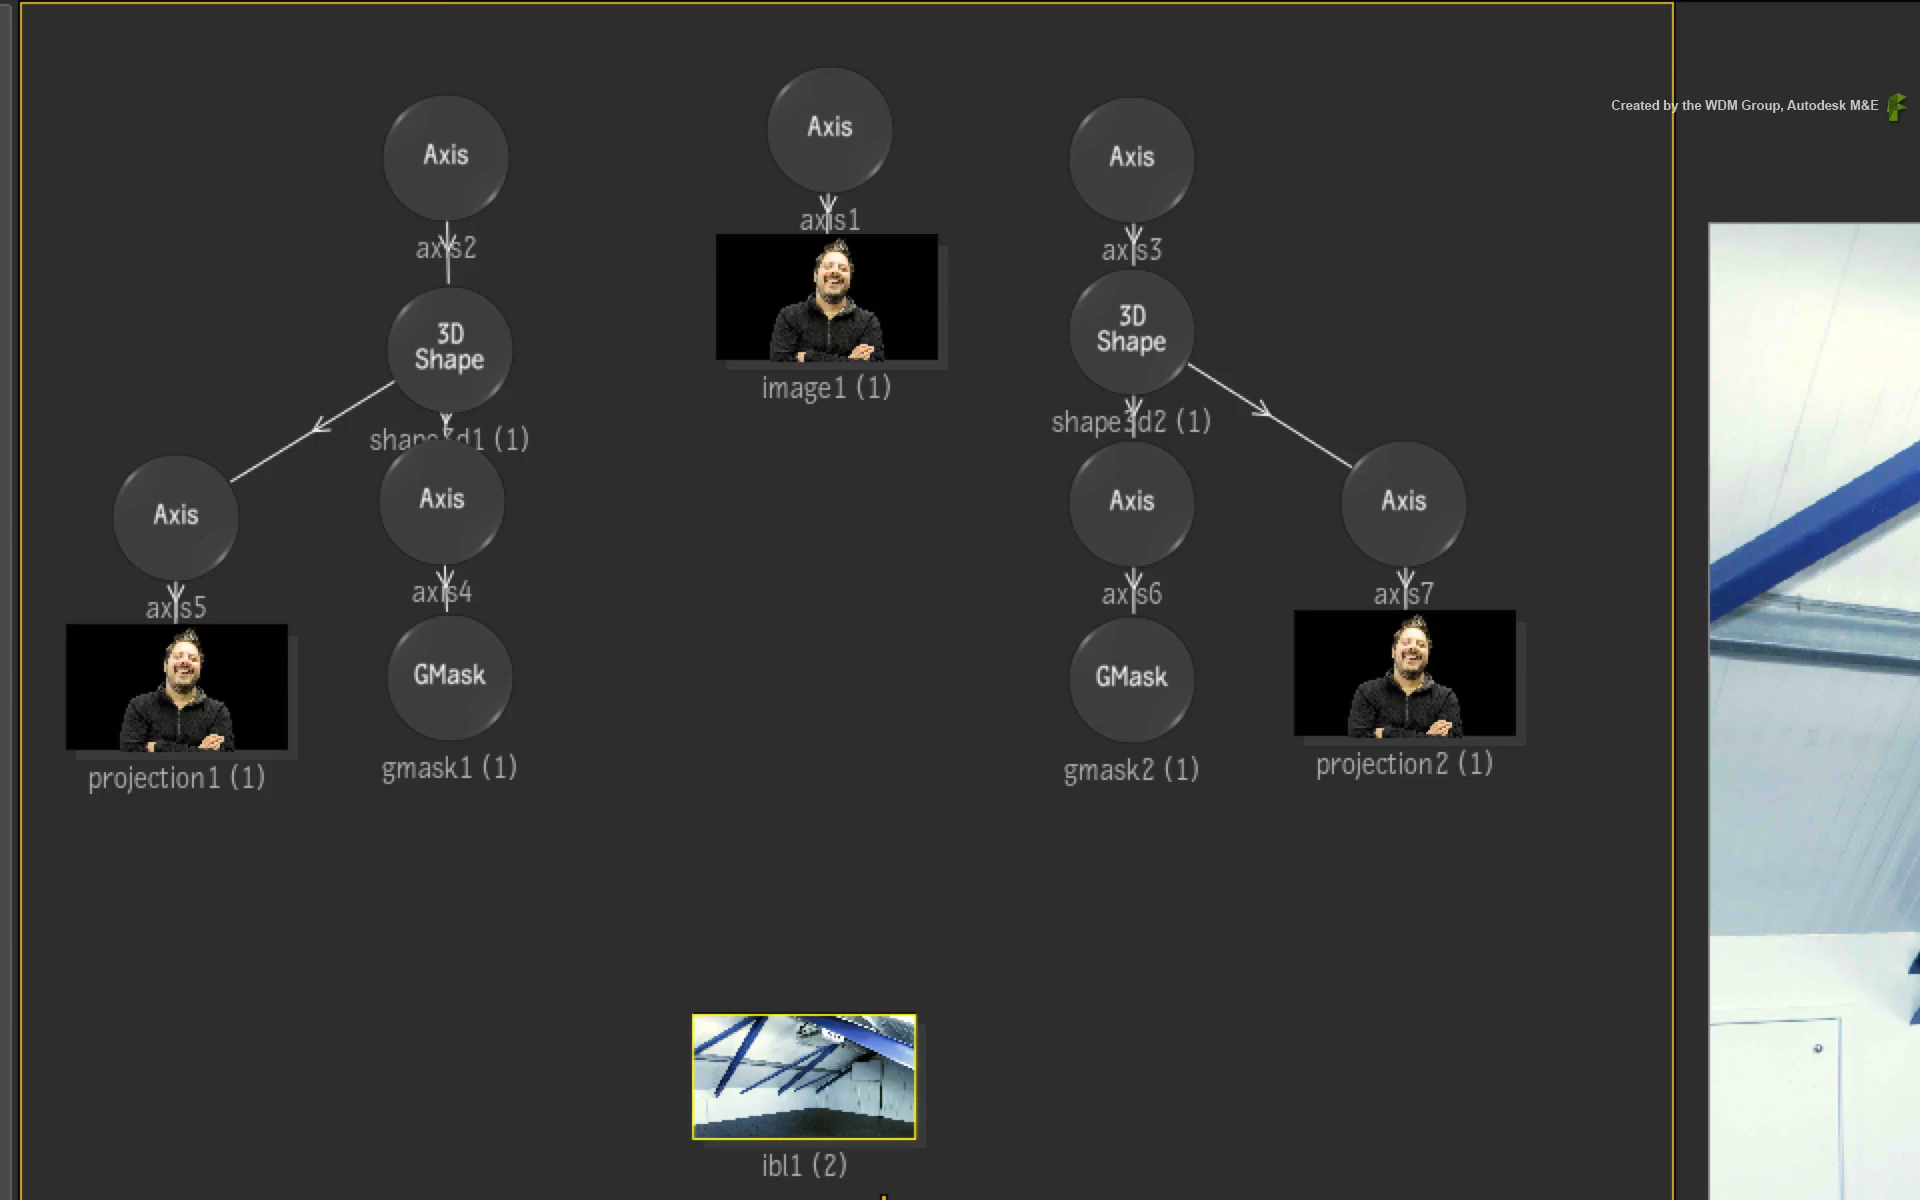 Created by the WDM Group, Autodesk M&E
Axis
axis1
image1 (1)
Axis
axis2
3D
Shape
shape3d1 (1)
Axis
axis5
projection1 (1)
Axis
axis4
GMask
gmask1 (1)
Axis
axis3
3D
Shape
shape3d2 (1)
Axis
axis6
GMask
gmask2 (1)
Axis
axis7
projection2 (1)
ibl1 (2)